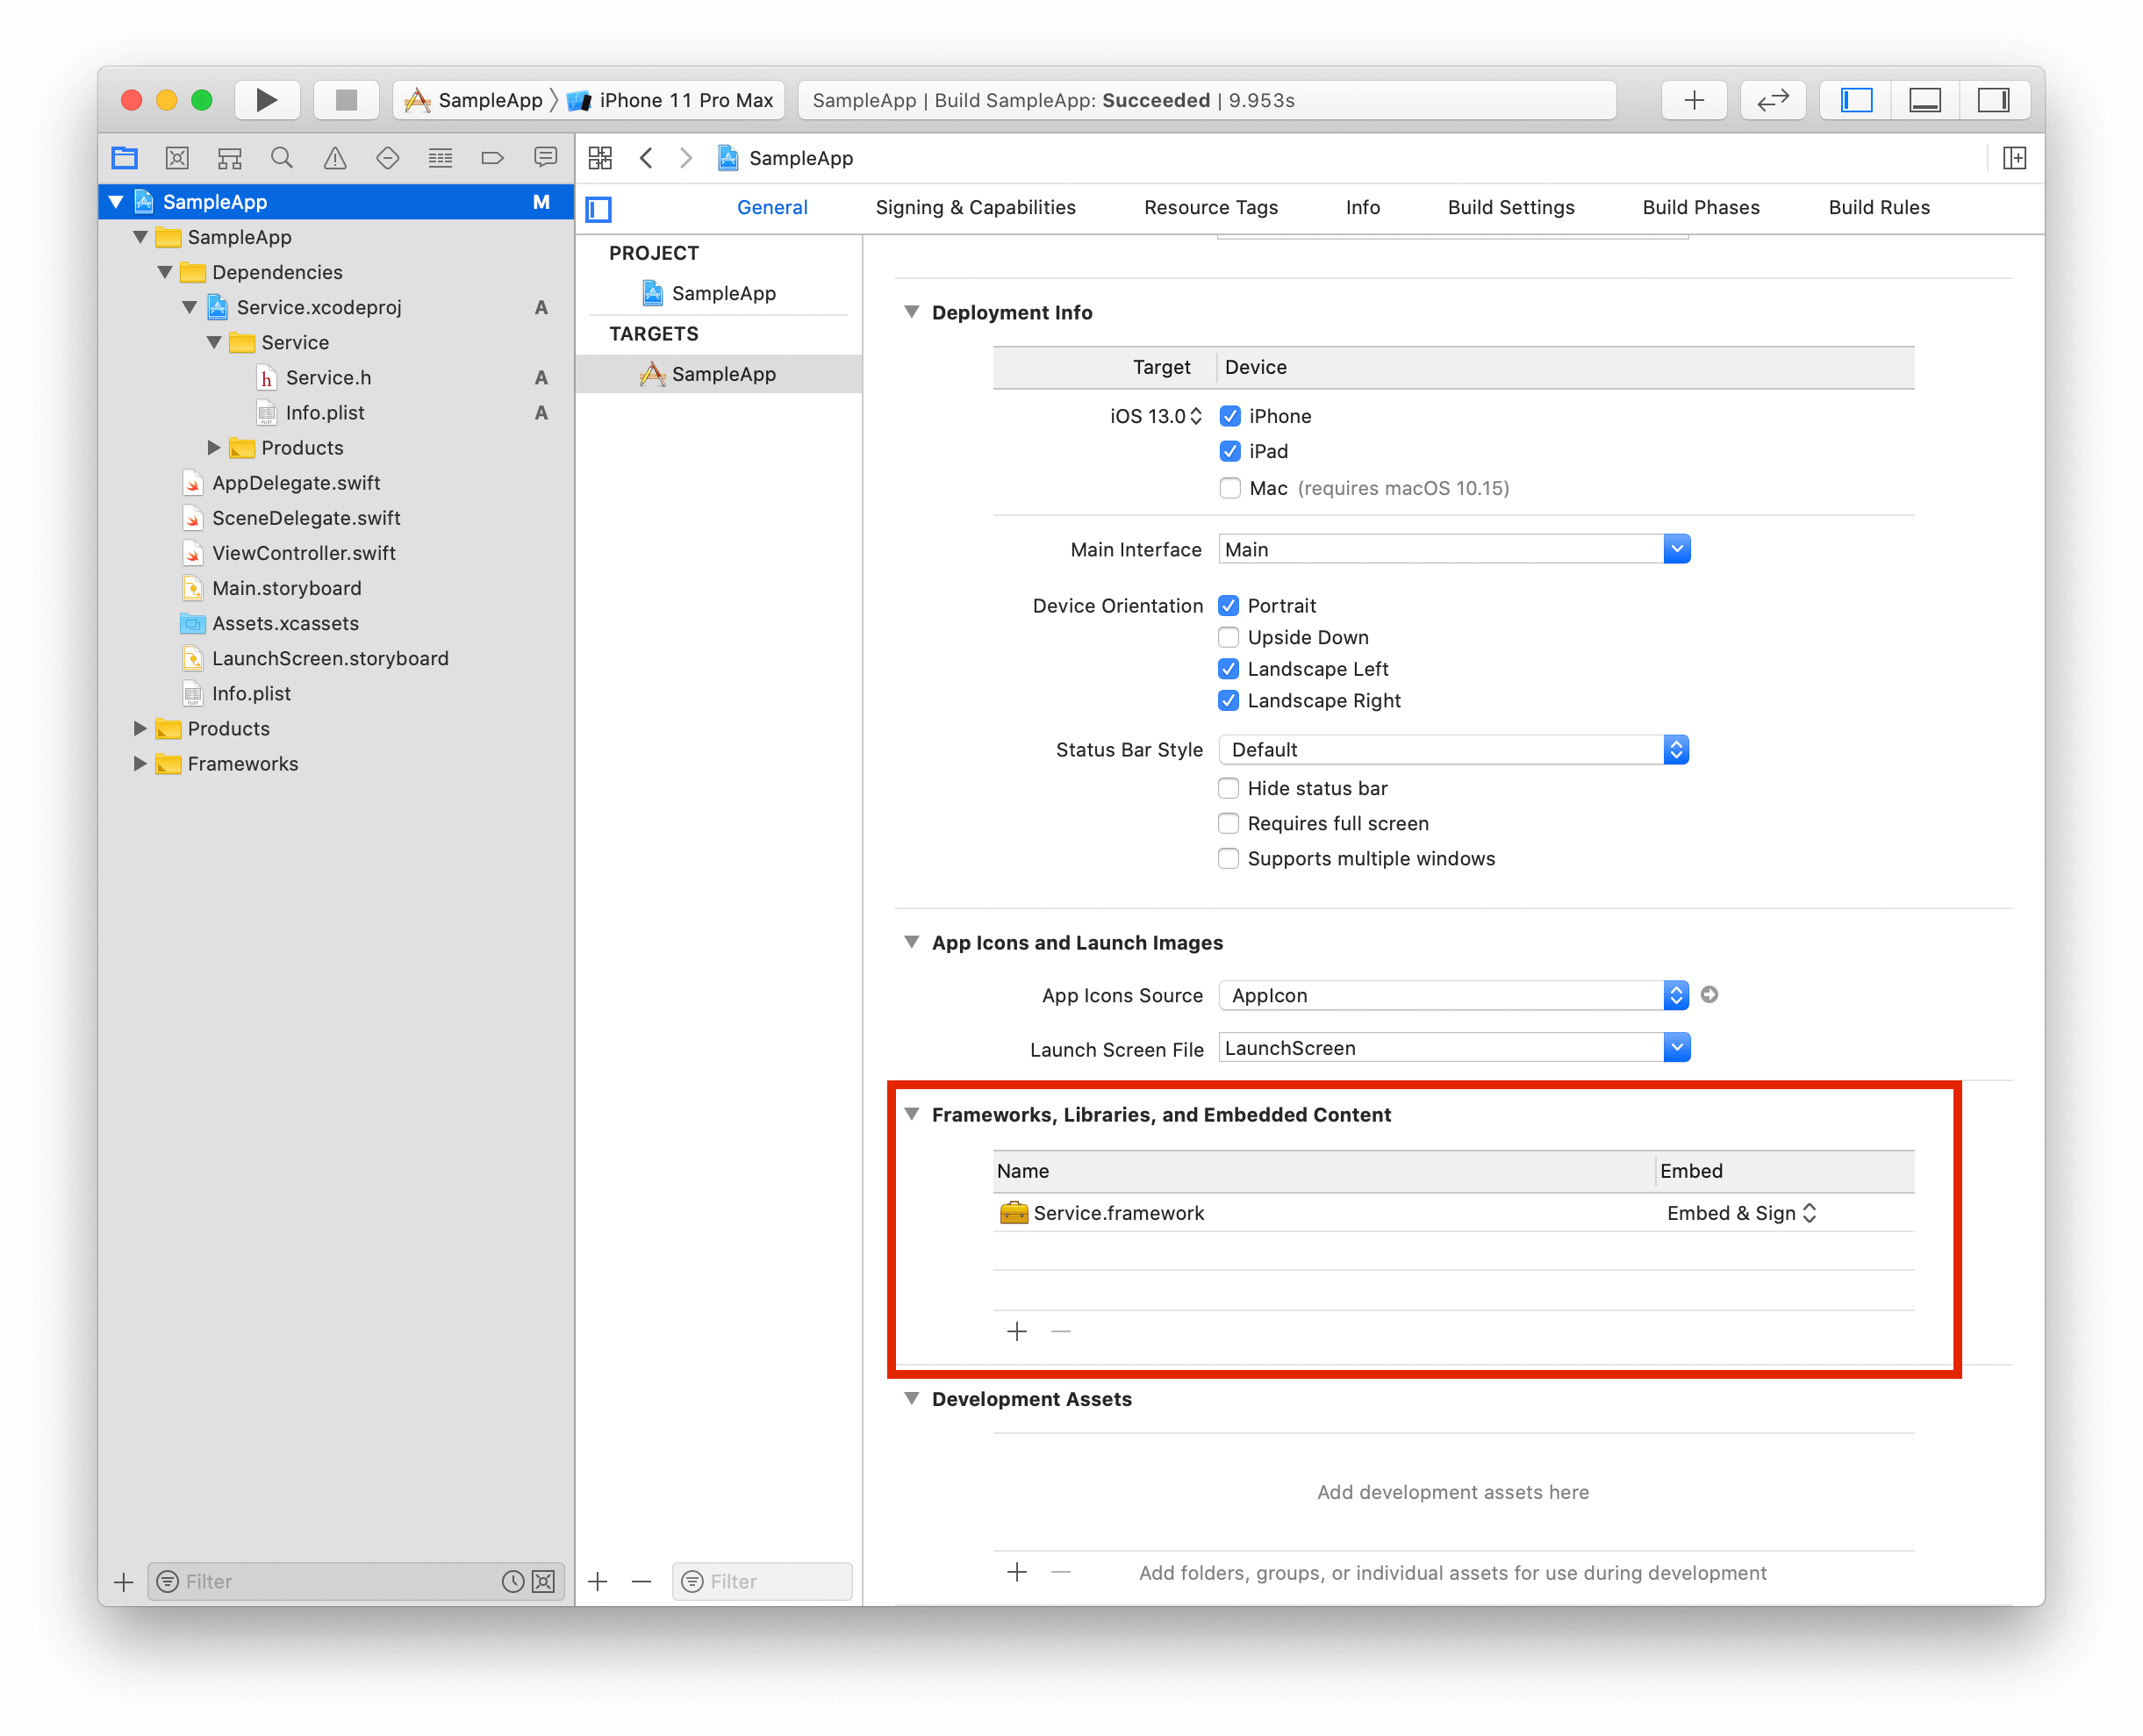 SampleApp iPhone 11 Pro Max SampleApp | Build SampleApp: Succeeded | 9.953s
SampleApp
SampleApp M
General Signing & Capabilities Resource Tags Info Build Settings Build Phases Build Rules
SampleApp
Dependencies
Service.xcodeproj A
Service
h Service.h A
Info.plist A
Products
AppDelegate.swift
SceneDelegate.swift
ViewController.swift
Main.storyboard
Assets.xcassets
LaunchScreen.storyboard
Info.plist
Products
Frameworks
Filter
PROJECT
SampleApp
TARGETS
SampleApp
Filter
Deployment Info
Target Device
iOS 13.0 iPhone
iPad
Mac (requires macOS 10.15)
Main Interface Main
Device Orientation Portrait
Upside Down
Landscape Left
Landscape Right
Status Bar Style Default
Hide status bar
Requires full screen
Supports multiple windows
App Icons and Launch Images
App Icons Source AppIcon
Launch Screen File LaunchScreen
Frameworks, Libraries, and Embedded Content
Name Embed
Service.framework Embed & Sign
Development Assets
Add development assets here
Add folders, groups, or individual assets for use during development